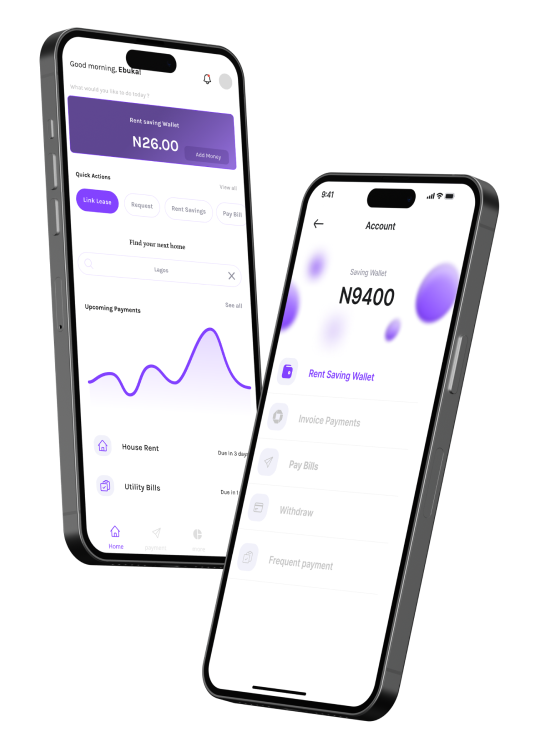 Good morning, Ebukal
What would you like to do today ?
Rent saving Wallet
N26.00
Add Money
Quick Actions
View all
Link Lease
Request
Rent Savings
Pay Bill
Find your next home
Lagos
Upcoming Payments
See all
House Rent
Due in 3 days
Utility Bills
Due in 1
Home
9:41
Account
Saving Wallet
N9400
Rent Saving Wallet
Invoice Payments
Pay Bills
Withdraw
Frequent payment